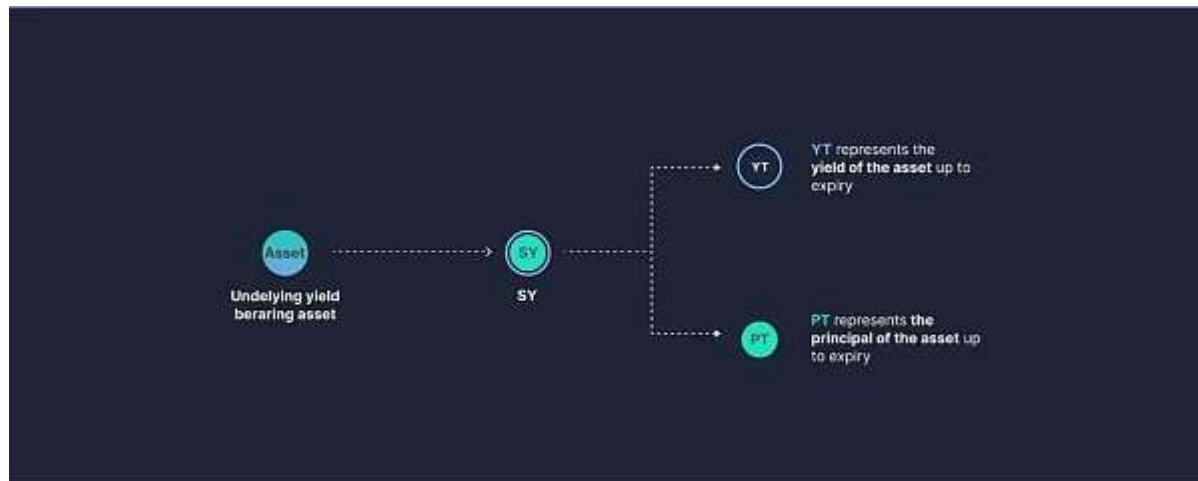 Asset
Undelying yield
beraring asset
SY
SY
YT
YT represents the
yield of the asset up to
expiry
PT
PT represents the
principal of the asset up
to expiry